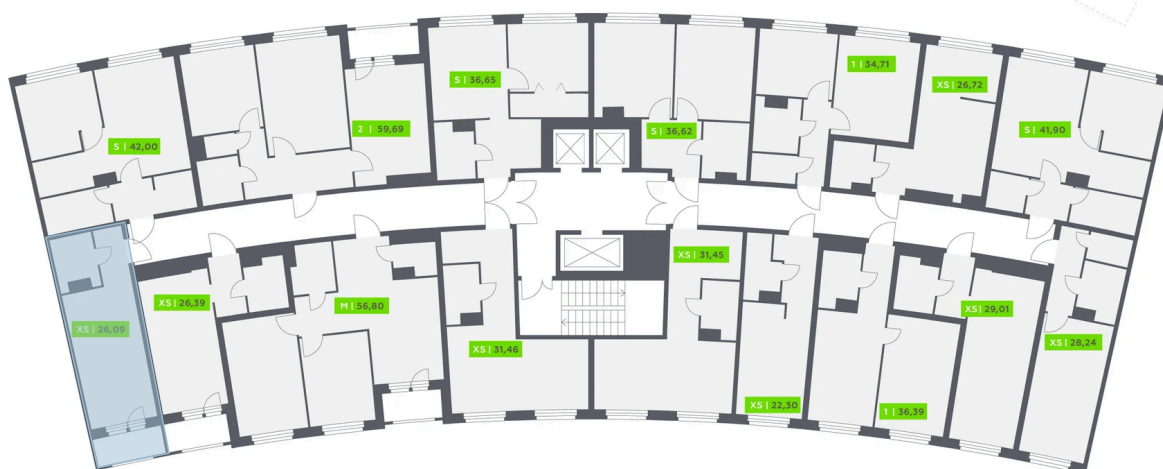 S | 42,00
2 | 59,69
S | 36,65
S | 36,62
1 | 34,71
XS | 26,72
S | 41,90
XS | 26,09
XS | 26,39
M | 56,80
XS | 31,46
XS | 31,45
XS | 22,30
1 | 36,39
XS | 29,01
XS | 28,24